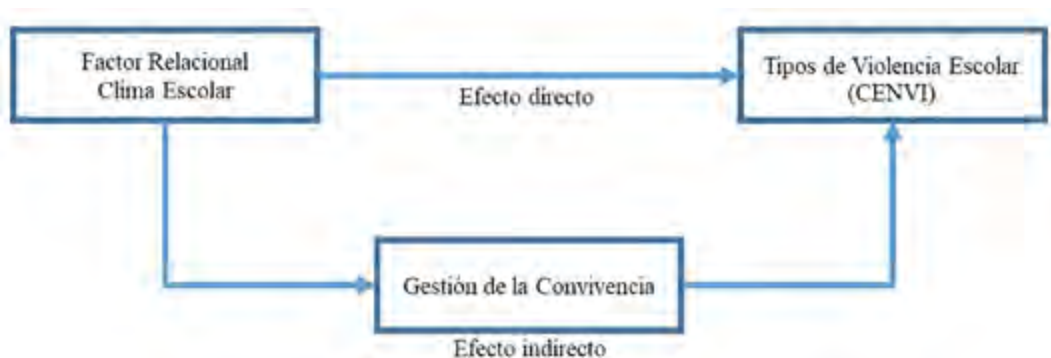 Factor Relacional
Clima Escolar
Efecto directo
Tipos de Violencia Escolar
(CENVI)
Gestión de la Convivencia
Efecto indirecto